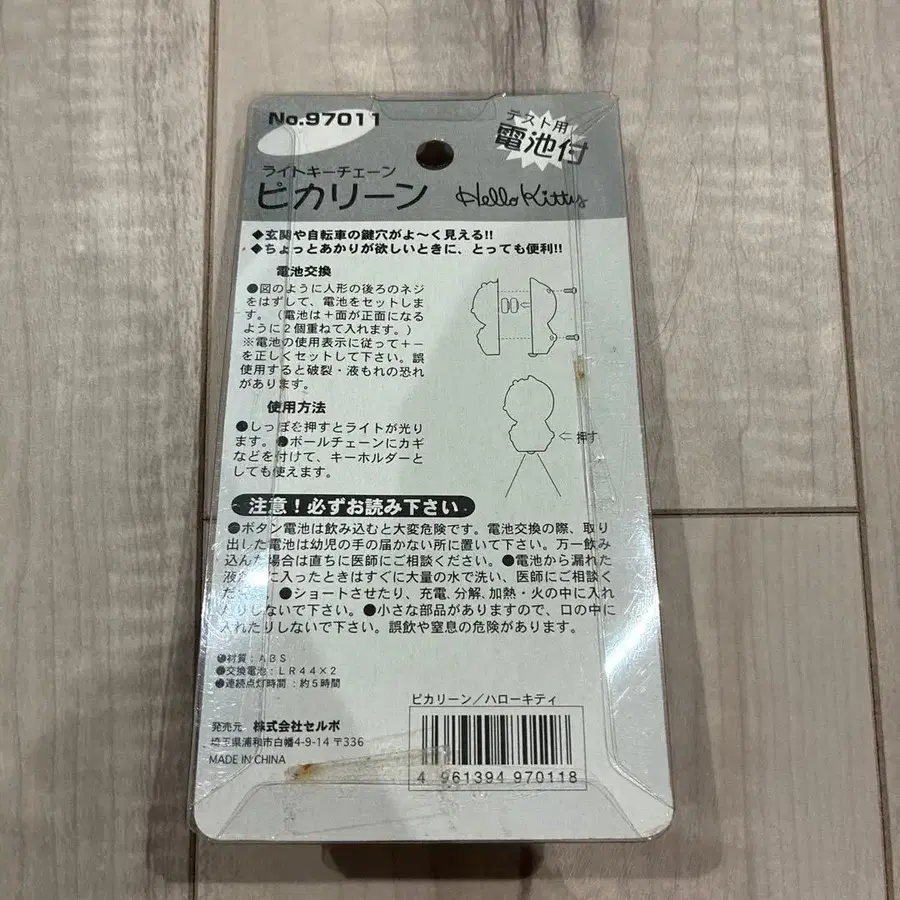 No.97011
テスト用
電池付
ライトキーチェーン
ピカリーン
Hello Kitty
◆玄関や自転車の鍵穴がよ〜く見える!!
◆ちょっとあかりが欲しいときに、とっても便利!!
電池交換
●図のように人形の後ろのネジ
をはずして、電池をセットしま
す。（電池は＋面が正面になる
ように２個重ねて入れます。）
※電池の使用表示に従って＋－
を正しくセットして下さい。誤
使用すると破裂・液もれの恐れ
があります。
使用方法
●しっぽを押すとライトが光り
ます。●ボールチェーンにカギ
などを付けて、キーホルダーと
しても使えます。
⇦押す
注意！必ずお読み下さい
●ボタン電池は飲み込むと大変危険です。電池交換の際、取り
出した電池は幼児の手の届かない所に置いて下さい。万一飲み
込んだ場合は直ちに医師にご相談ください。●電池から漏れた
液が に入ったときはすぐに大量の水で洗い、医師にご相談く
ださい。●ショートさせたり、充電、分解、加熱・火の中に入れ
たりしないで下さい。●小さな部品がありますので、口の中に
入れたりしないで下さい。誤飲や窒息の危険があります。
●材質：ＡＢＳ
●交換電池：ＬＲ４４×２
●連続点灯時間：約５時間
ピカリーン／ハローキティ
発売元 株式会社セルボ
埼玉県浦和市白幡4-9-14 〒336
MADE IN CHINA
4 961394 970118